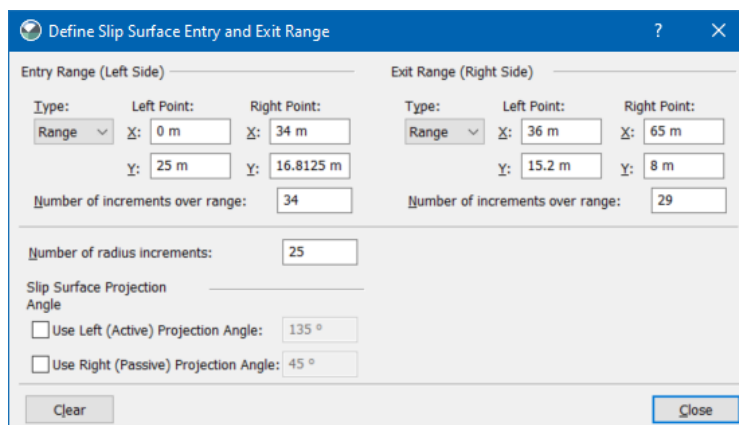 Define Slip Surface Entry and Exit Range ? ×
Entry Range (Left Side) Exit Range (Right Side)
Type: Left Point: Right Point: Type: Left Point: Right Point:
Range X: 0 m X: 34 m Range X: 36 m X: 65 m
Y: 25 m Y: 16.8125 m Y: 15.2 m Y: 8 m
Number of increments over range: 34 Number of increments over range: 29
Number of radius increments: 25
Slip Surface Projection
Angle
Use Left (Active) Projection Angle: 135 º
Use Right (Passive) Projection Angle: 45 º
Clear Close